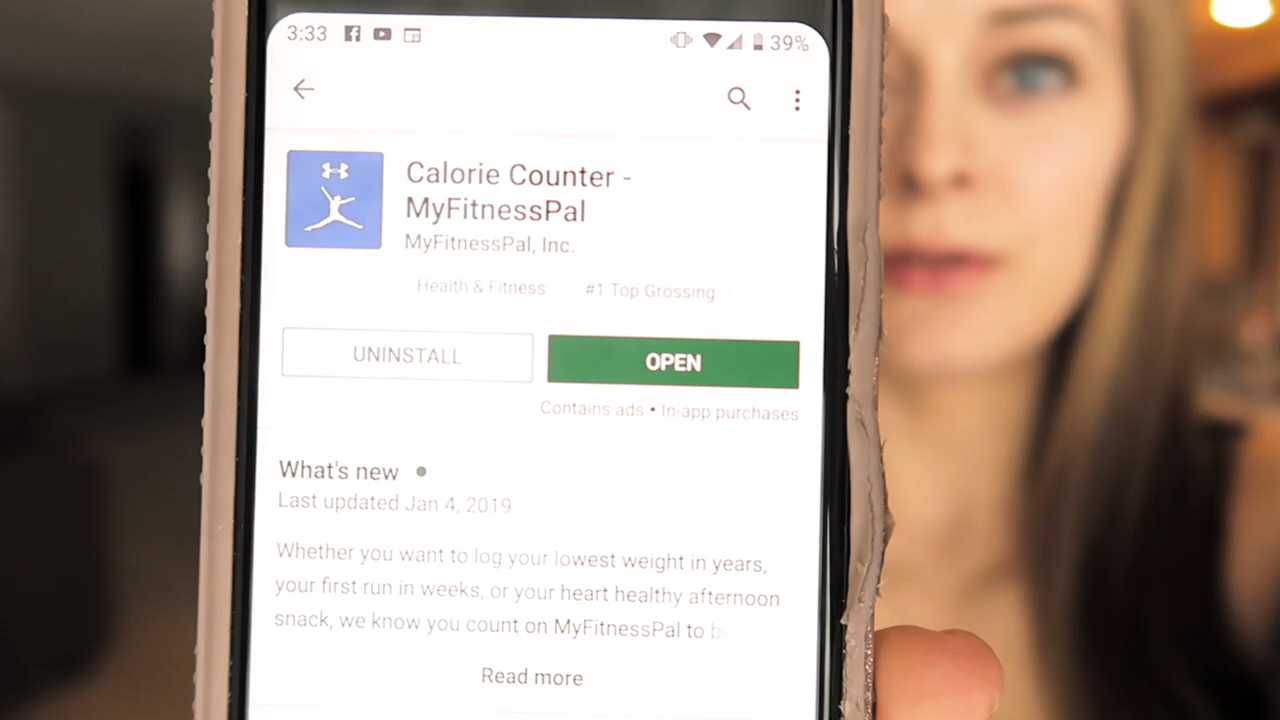 3:33
39%
Calorie Counter -
MyFitnessPal
MyFitnessPal, Inc.
Health & Fitness
#1 Top Grossing
UNINSTALL
OPEN
Contains ads • In-app purchases
What's new
Last updated Jan 4, 2019
Whether you want to log your lowest weight in years,
your first run in weeks, or your heart healthy afternoon
snack, we know you count on MyFitnessPal to b
Read more